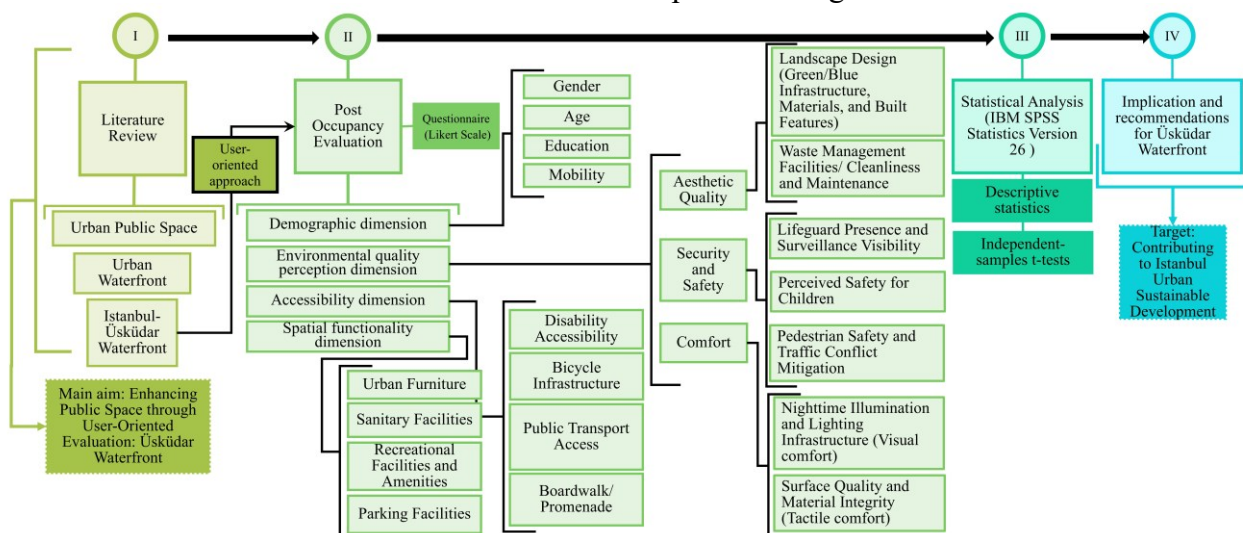 I
II
III
IV
Literature
Review
User-
oriented
approach
Urban Public Space
Urban
Waterfront
Istanbul-
Üsküdar
Waterfront
Main aim: Enhancing
Public Space through
User-Oriented
Evaluation: Üsküdar
Waterfront
Post
Occupancy
Evaluation
Questionnaire
(Likert Scale)
Demographic dimension
Environmental quality
perception dimension
Accessibility dimension
Spatial functionality
dimension
Gender
Age
Education
Mobility
Urban Furniture
Sanitary Facilities
Recreational
Facilities and
Amenities
Parking Facilities
Disability
Accessibility
Bicycle
Infrastructure
Public Transport
Access
Boardwalk/
Promenade
Aesthetic
Quality
Security
and
Safety
Comfort
Landscape Design
(Green/Blue
Infrastructure,
Materials, and Built
Features)
Waste Management
Facilities/ Cleanliness
and Maintenance
Lifeguard Presence and
Surveillance Visibility
Perceived Safety for
Children
Pedestrian Safety and
Traffic Conflict
Mitigation
Nighttime Illumination
and Lighting
Infrastructure (Visual
comfort)
Surface Quality and
Material Integrity
(Tactile comfort)
Statistical Analysis
(IBM SPSS
Statistics Version
26 )
Descriptive
statistics
Independent-
samples t-tests
Implication and
recommendations
for Üsküdar
Waterfront
Target:
Contributing
to Istanbul
Urban
Sustainable
Development